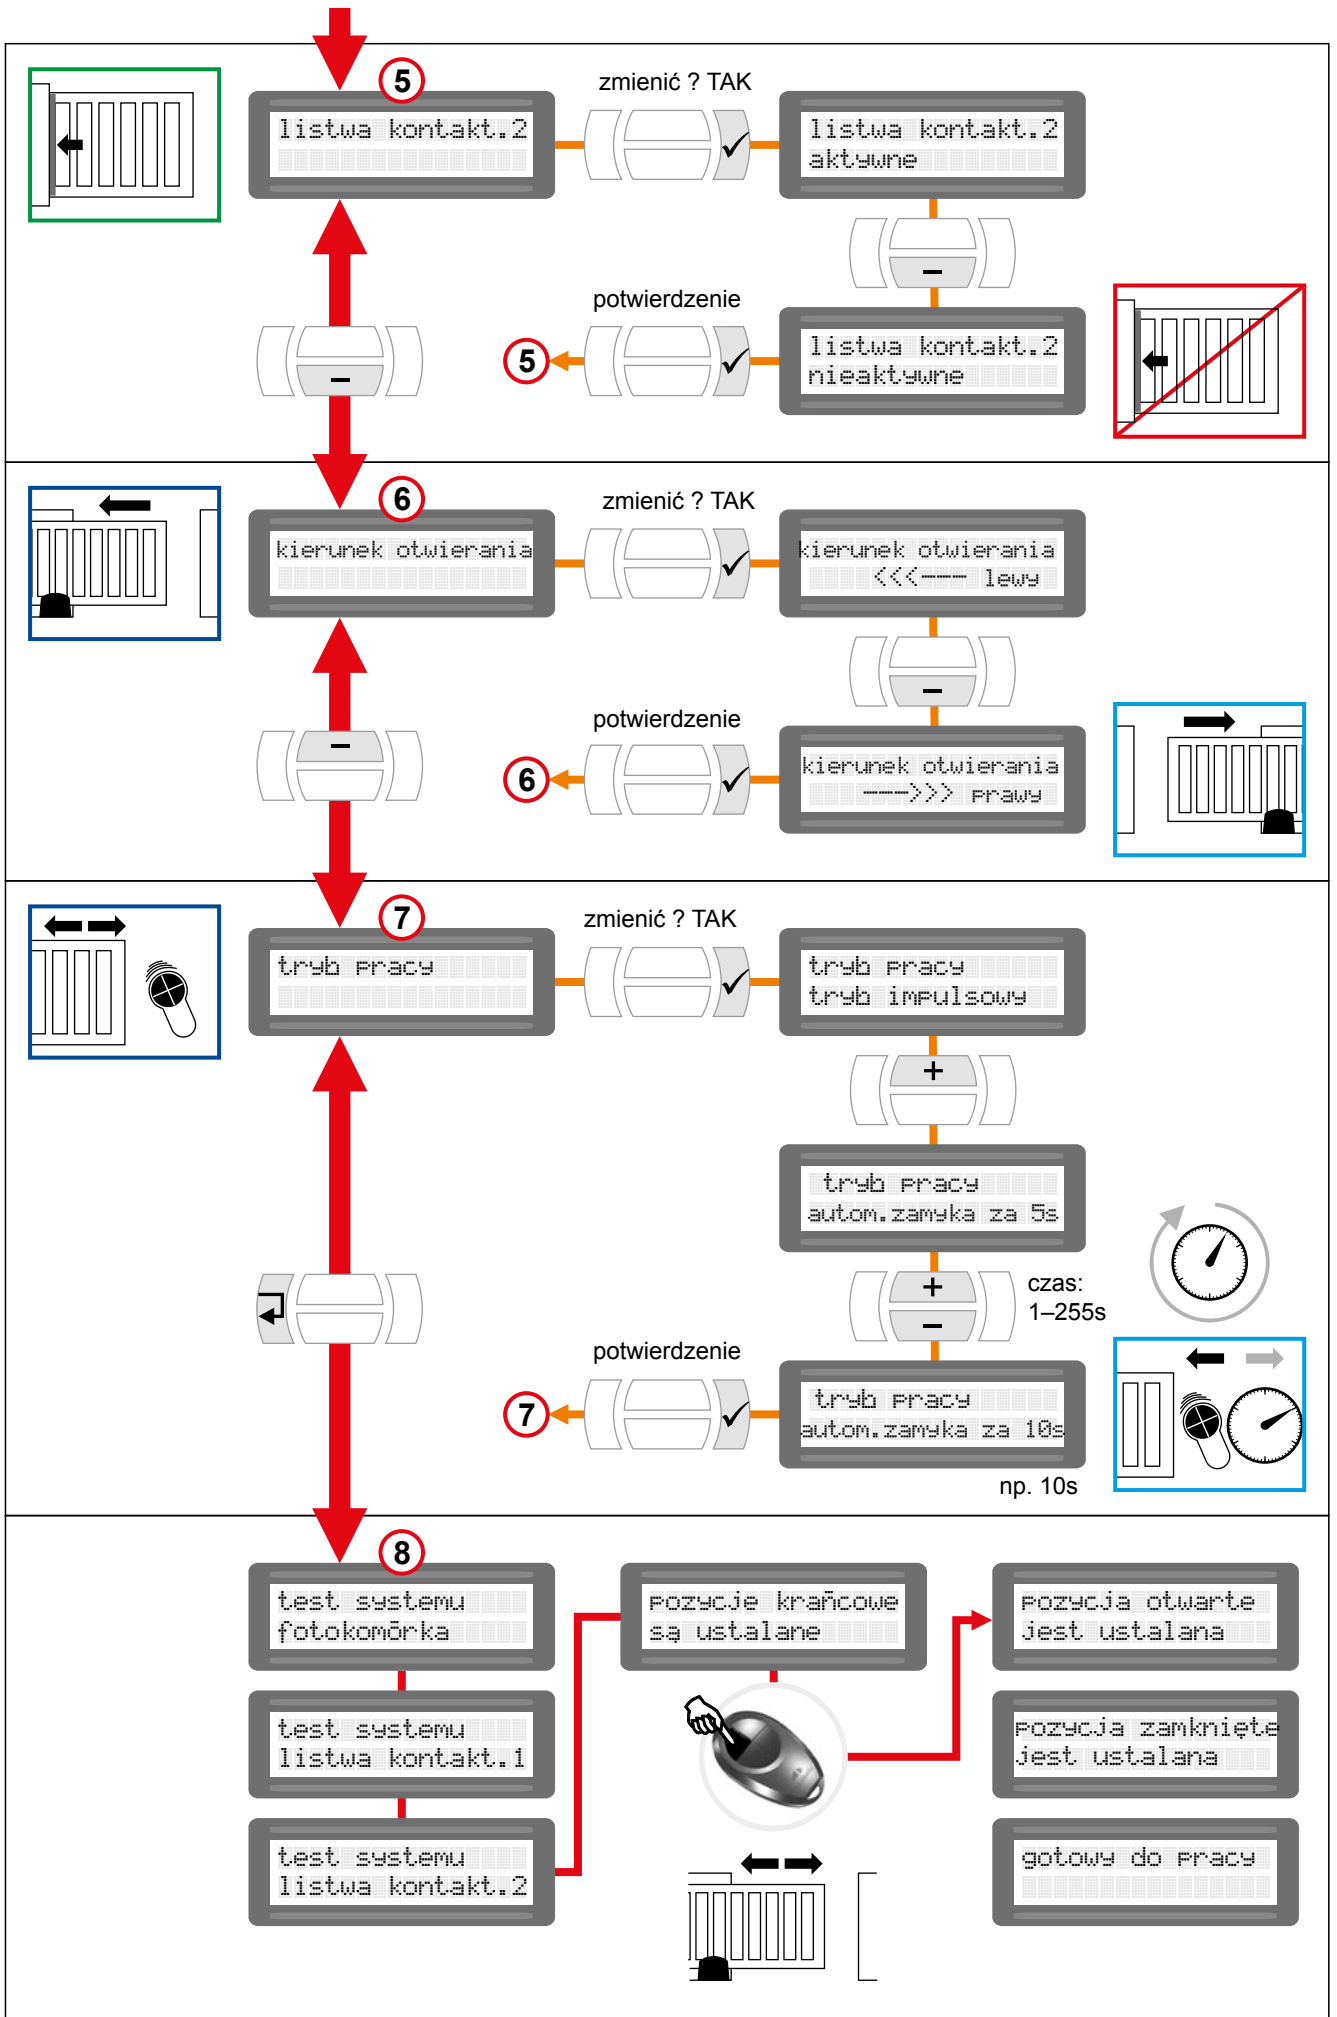 5
zmienić ? TAK
listwa kontakt.2
listwa kontakt.2
aktywne
–
potwierdzenie
–
5
listwa kontakt.2
nieaktywne
6
zmienić ? TAK
kierunek otwierania
kierunek otwierania
<<<--- lewy
–
potwierdzenie
–
6
kierunek otwierania
--->>> prawy
7
zmienić ? TAK
tryb pracy
tryb pracy
tryb impulsowy
+
tryb pracy
autom.zamyka za 5s
+
–
czas:
1–255s
potwierdzenie
7
tryb pracy
autom.zamyka za 10s
np. 10s
8
test systemu
fotokomōrka
pozycje krańcowe
są ustalane
pozycja otwarte
jest ustalana
test systemu
listwa kontakt.1
pozycja zamknięte
jest ustalana
test systemu
listwa kontakt.2
gotowy do pracy